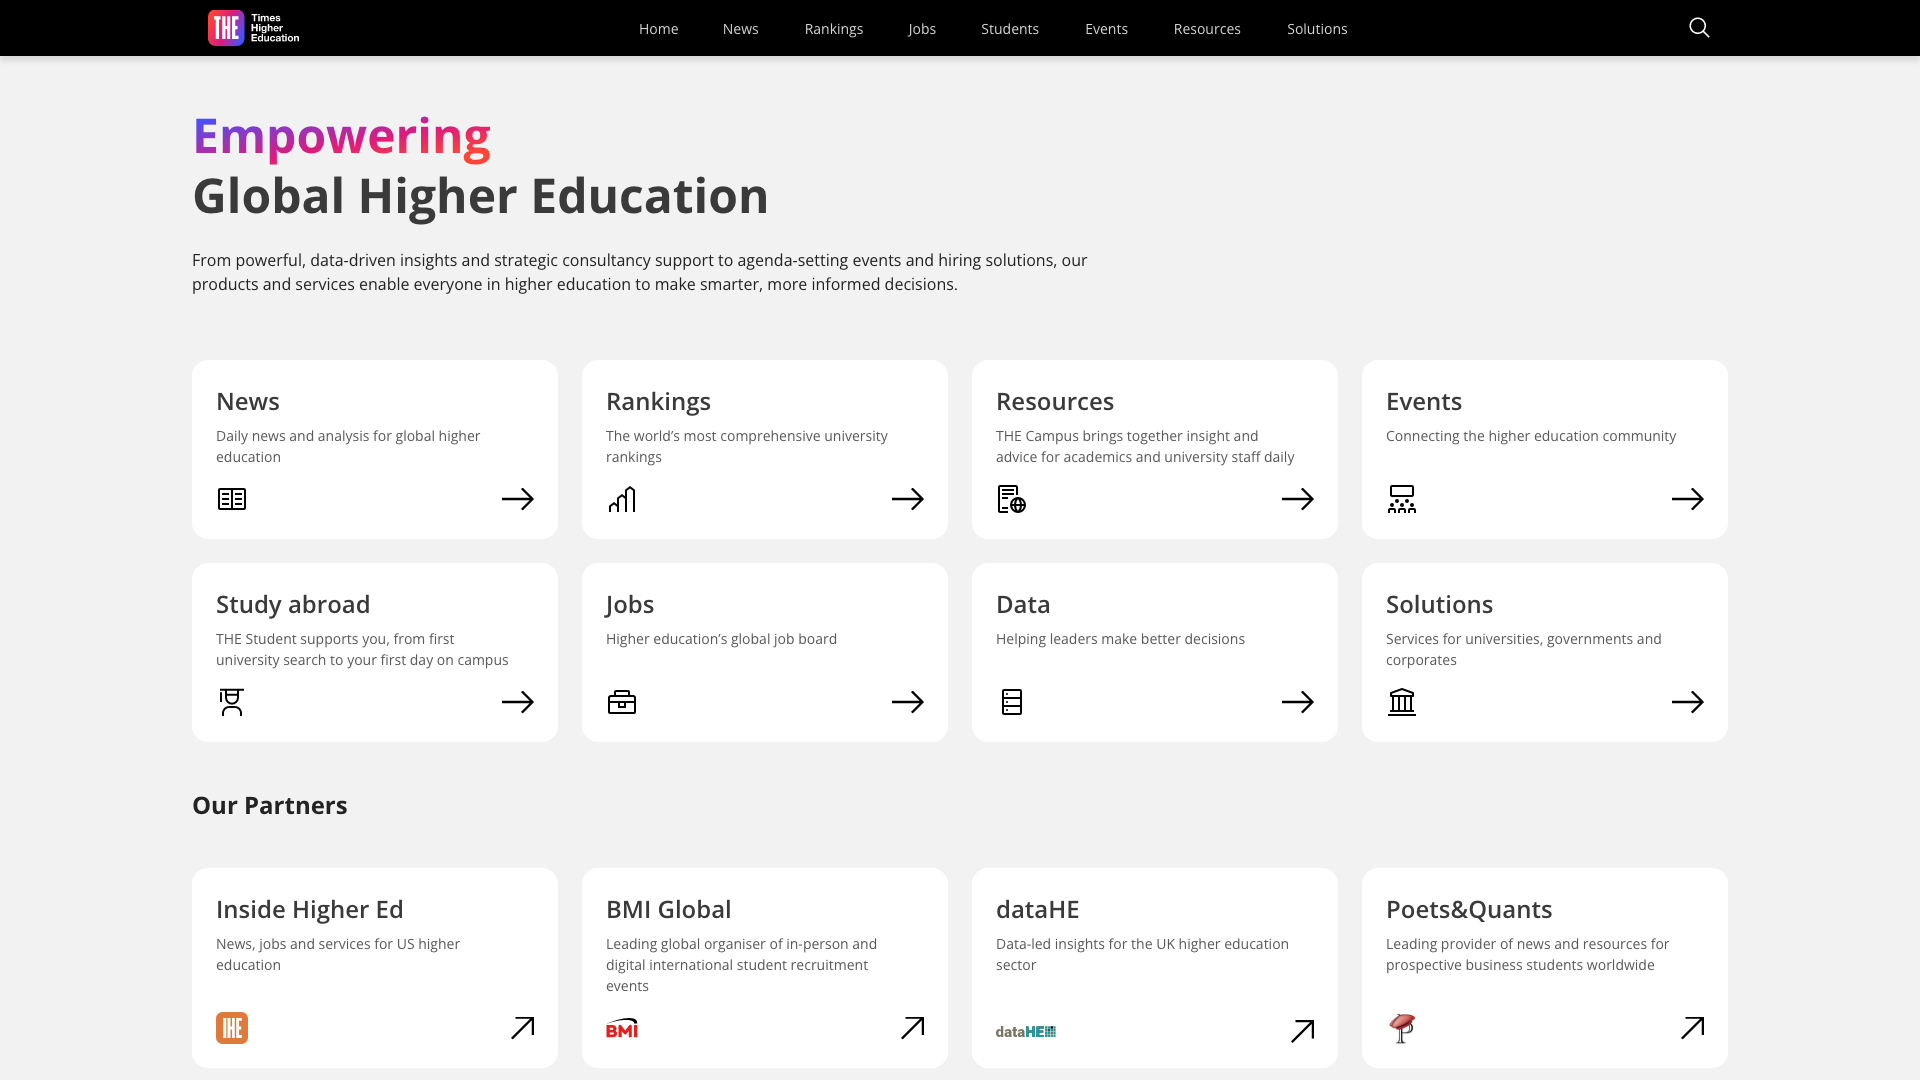 THE Times
Higher
Education
Home News Rankings Jobs Students Events Resources Solutions
Empowering
Global Higher Education
From powerful, data-driven insights and strategic consultancy support to agenda-setting events and hiring solutions, our
products and services enable everyone in higher education to make smarter, more informed decisions.
News
Daily news and analysis for global higher
education
Rankings
The world’s most comprehensive university
rankings
Resources
THE Campus brings together insight and
advice for academics and university staff daily
Events
Connecting the higher education community
Study abroad
THE Student supports you, from first
university search to your first day on campus
Jobs
Higher education’s global job board
Data
Helping leaders make better decisions
Solutions
Services for universities, governments and
corporates
Our Partners
Inside Higher Ed
News, jobs and services for US higher
education
IHE
BMI Global
Leading global organiser of in-person and
digital international student recruitment
events
BMI
dataHE
Data-led insights for the UK higher education
sector
dataHE
Poets&Quants
Leading provider of news and resources for
prospective business students worldwide
P